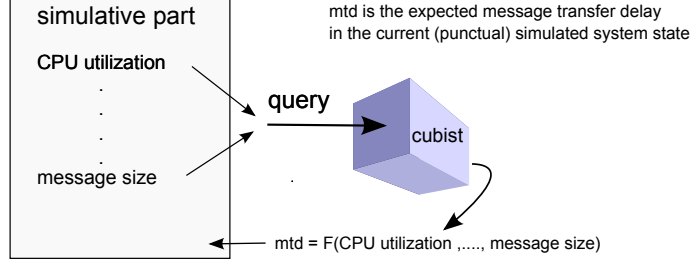 simulative part
mtd is the expected message transfer delay
in the current (punctual) simulated system state
CPU utilization
.
.
.
.
message size
query
cubist
.
mtd = F(CPU utilization ,...., message size)